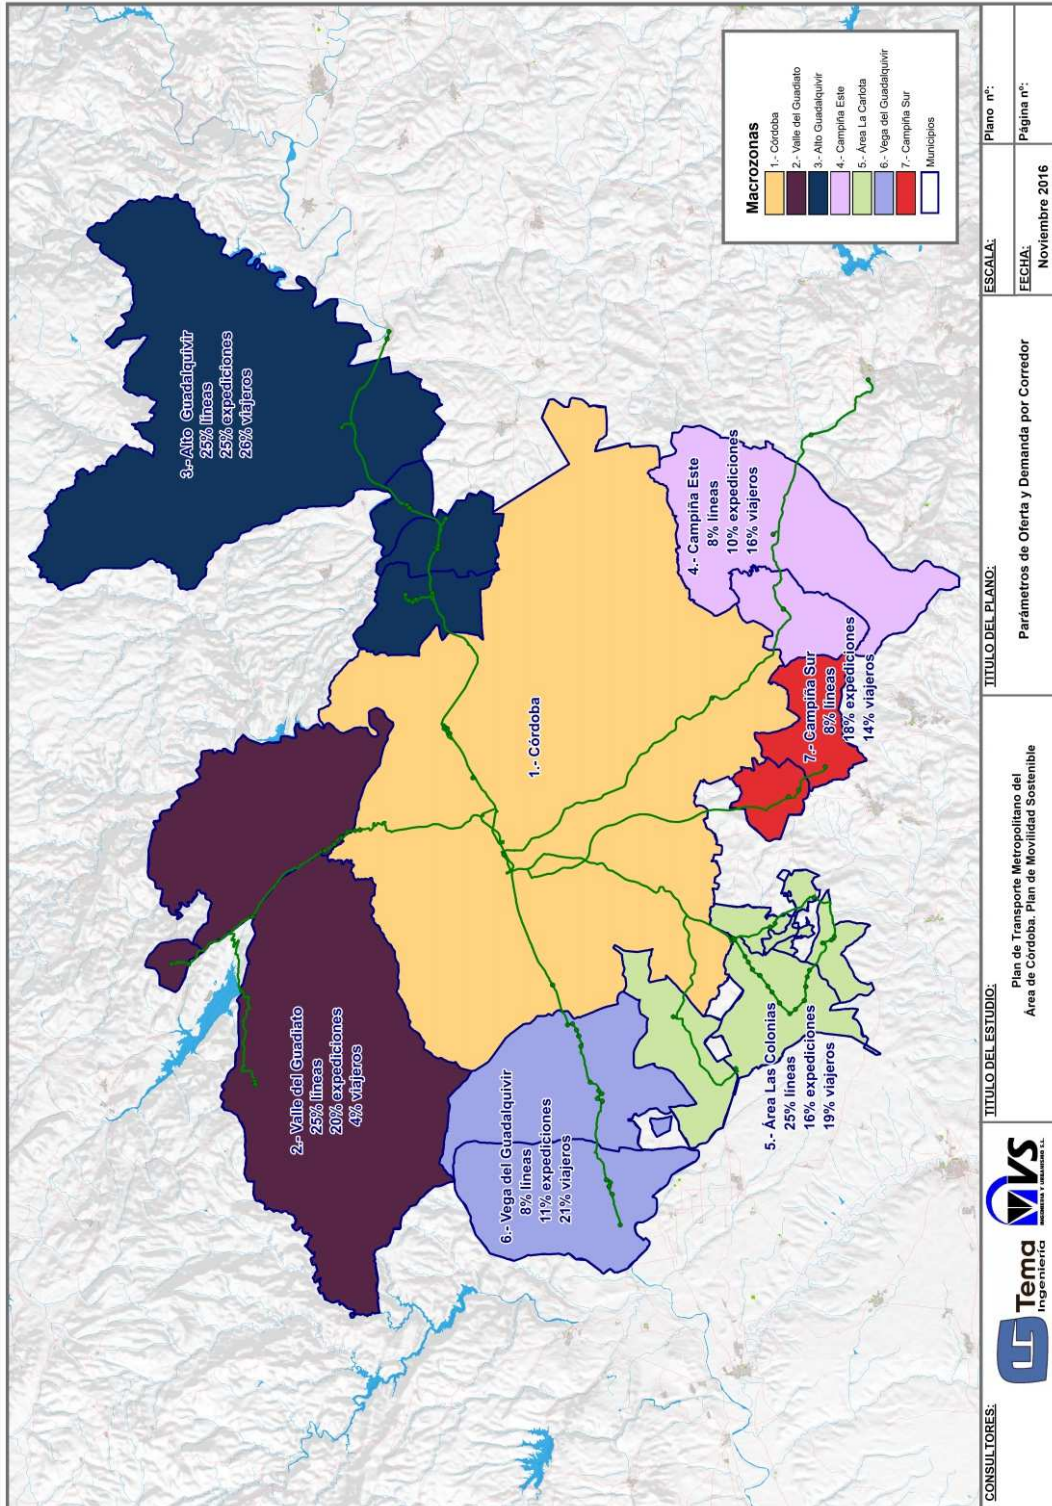 3.- Alto Guadalquivir
25% líneas
25% expediciones
26% viajeros
2.- Valle del Guadiato
25% líneas
20% expediciones
4% viajeros
1.- Córdoba
6.- Vega del Guadalquivir
8% líneas
11% expediciones
21% viajeros
4.- Campiña Este
8% líneas
10% expediciones
16% viajeros
7.- Campiña Sur
8% líneas
18% expediciones
14% viajeros
5.- Área Las Colonias
25% líneas
16% expediciones
19% viajeros
Macrozonas
1.- Córdoba
2.- Valle del Guadiato
3.- Alto Guadalquivir
4.- Campiña Este
5.- Área La Carlota
6.- Vega del Guadalquivir
7.- Campiña Sur
Municipios
CONSULTORES:
Tema
Ingeniería
VS
INGENIERIA Y URBANISMO S.L.
TITULO DEL ESTUDIO:
Plan de Transporte Metropolitano del
Área de Córdoba. Plan de Movilidad Sostenible
TITULO DEL PLANO:
Parámetros de Oferta y Demanda por Corredor
ESCALA:
FECHA:
Noviembre 2016
Plano nº:
Página nº: